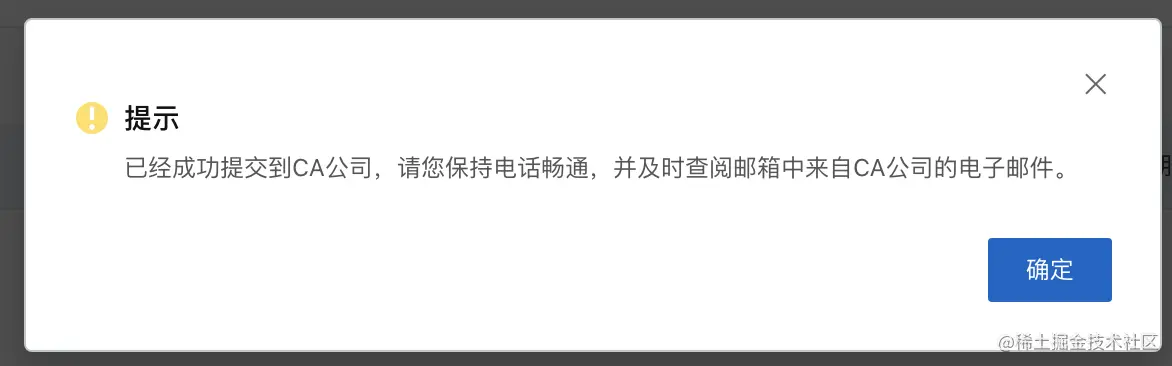 提示
已经成功提交到CA公司，请您保持电话畅通，并及时查阅邮箱中来自CA公司的电子邮件。
确定
@稀土掘金技术社区